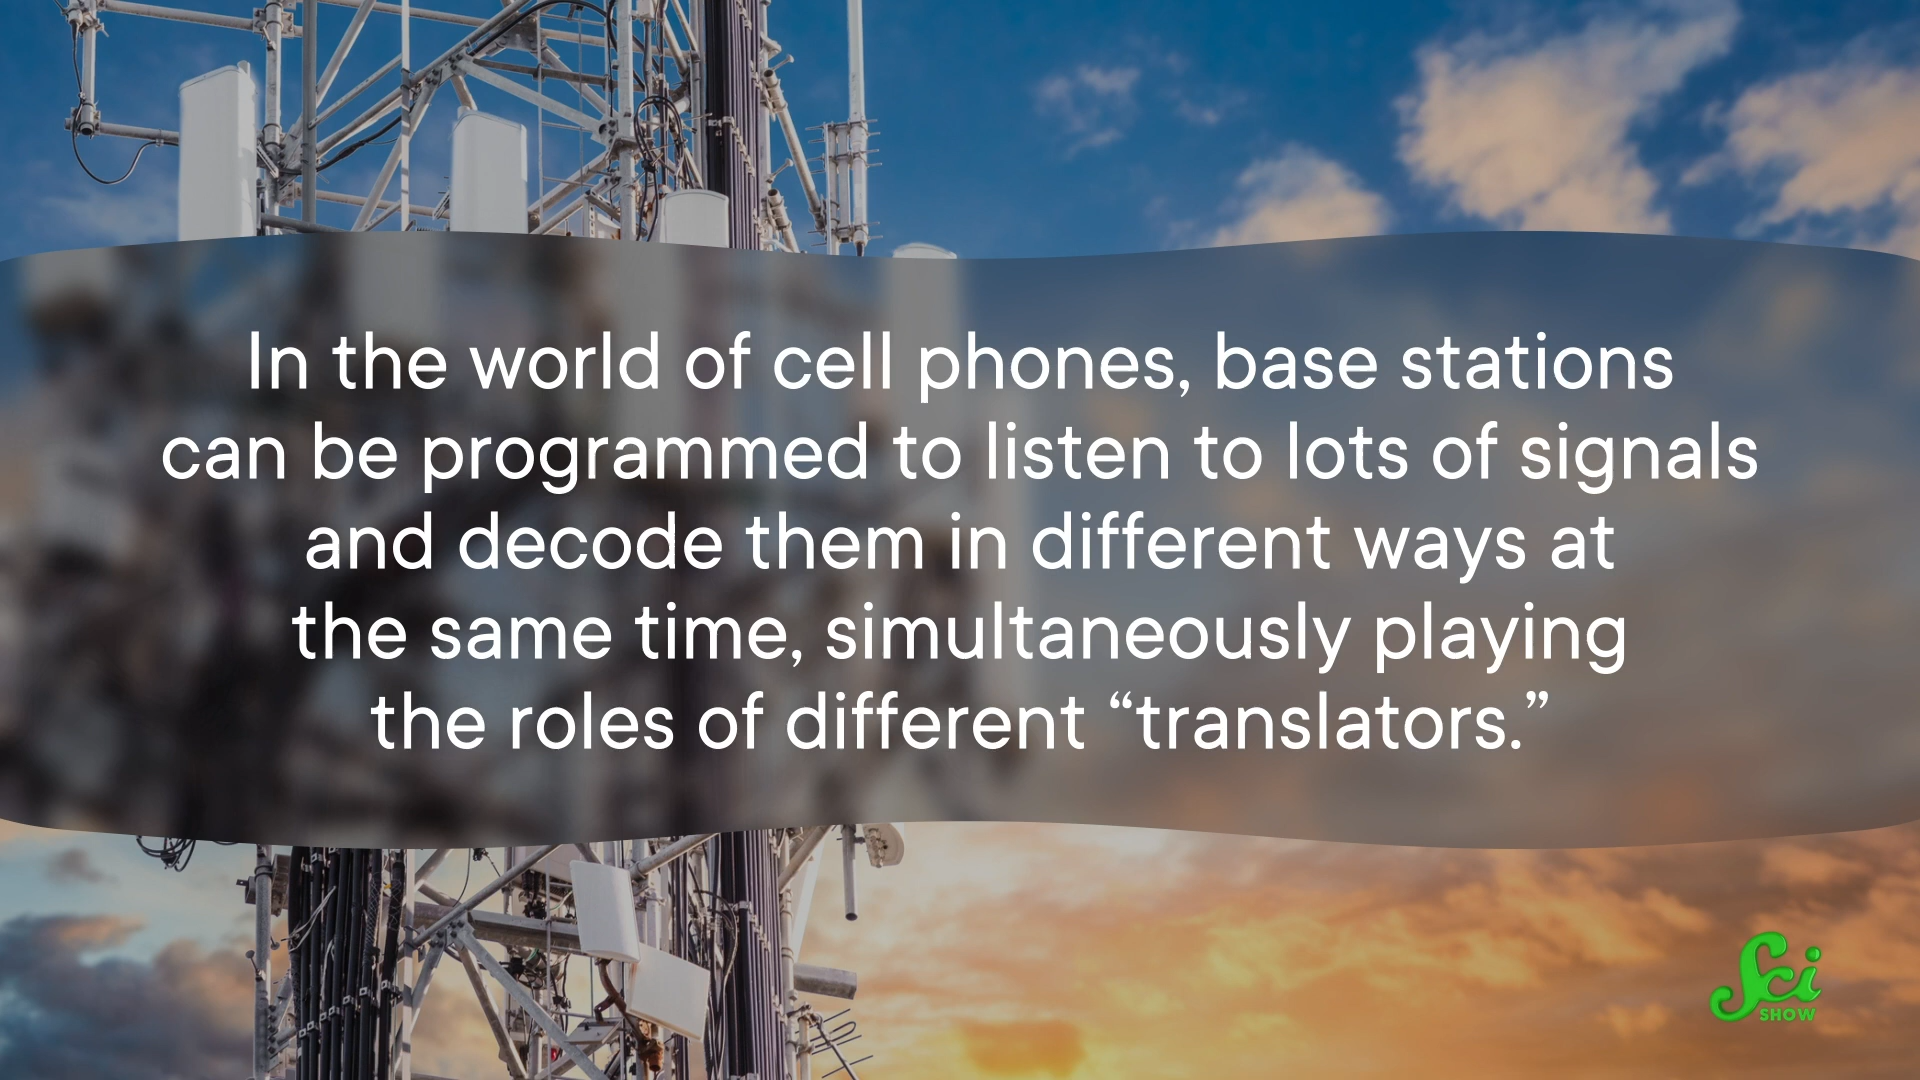 In the world of cell phones, base stations
can be programmed to listen to lots of signals
and decode them in different ways at
the same time, simultaneously playing
the roles of different “translators.”
Sci
SHOW